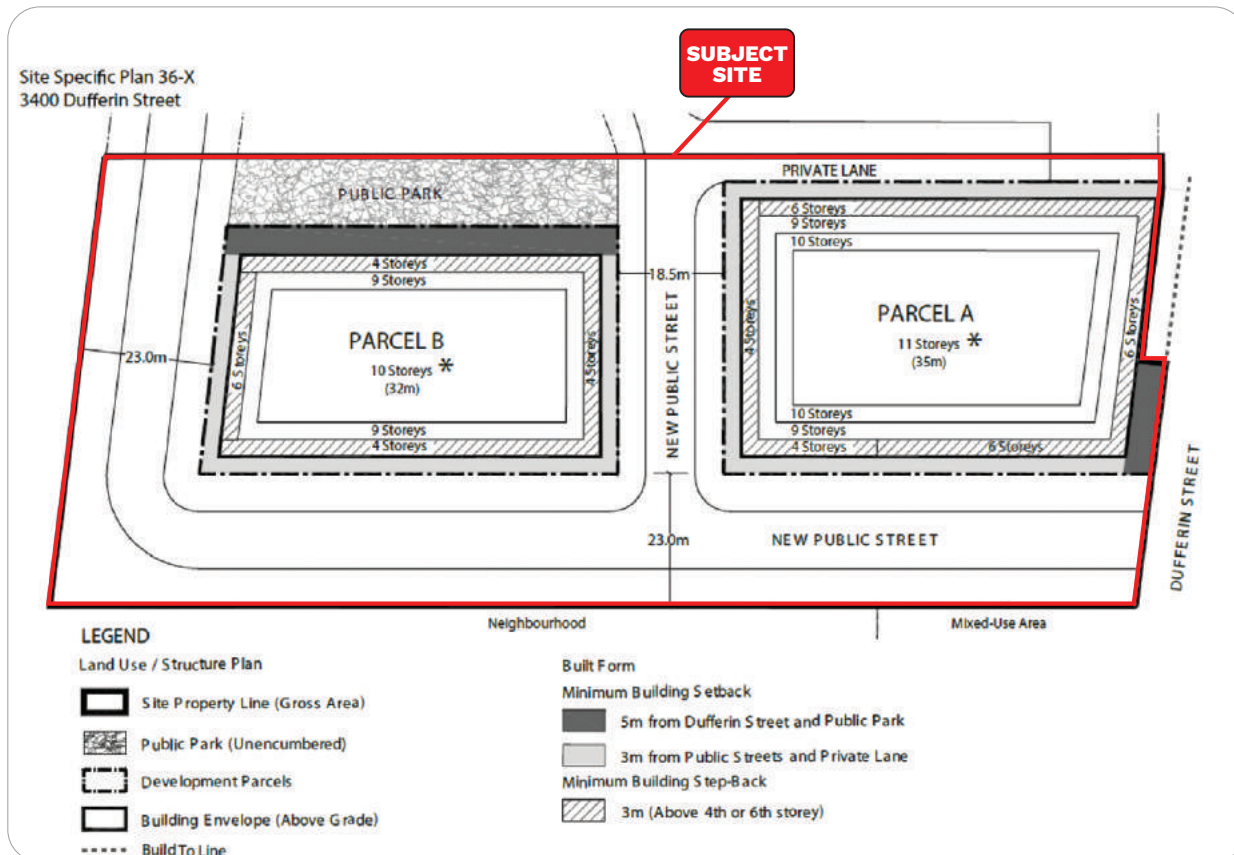 SUBJECT
SITE
Site Specific Plan 36-X
3400 Dufferin Street
PRIVATE LANE
PUBLIC PARK
6 Storeys
9 Storeys
10 Storeys
4 Storeys
9 Storeys
18.5m
PARCEL B
10 Storeys *
(32m)
PARCEL A
11 Storeys *
(35m)
6 Storeys
4 Storeys
NEW PUBLIC STREET
4 Storeys
6 Storeys
23.0m
10 Storeys
9 Storeys
4 Storeys
6 Storeys
9 Storeys
4 Storeys
DUFFERIN STREET
23.0m
NEW PUBLIC STREET
Neighbourhood
Mixed-Use Area
LEGEND
Land Use / Structure Plan
Site Property Line (Gross Area)
Public Park (Unencumbered)
Development Parcels
Building Envelope (Above Grade)
Build To Line
Built Form
Minimum Building Setback
5m from Dufferin Street and Public Park
3m from Public Streets and Private Lane
Minimum Building Step-Back
3m (Above 4th or 6th storey)